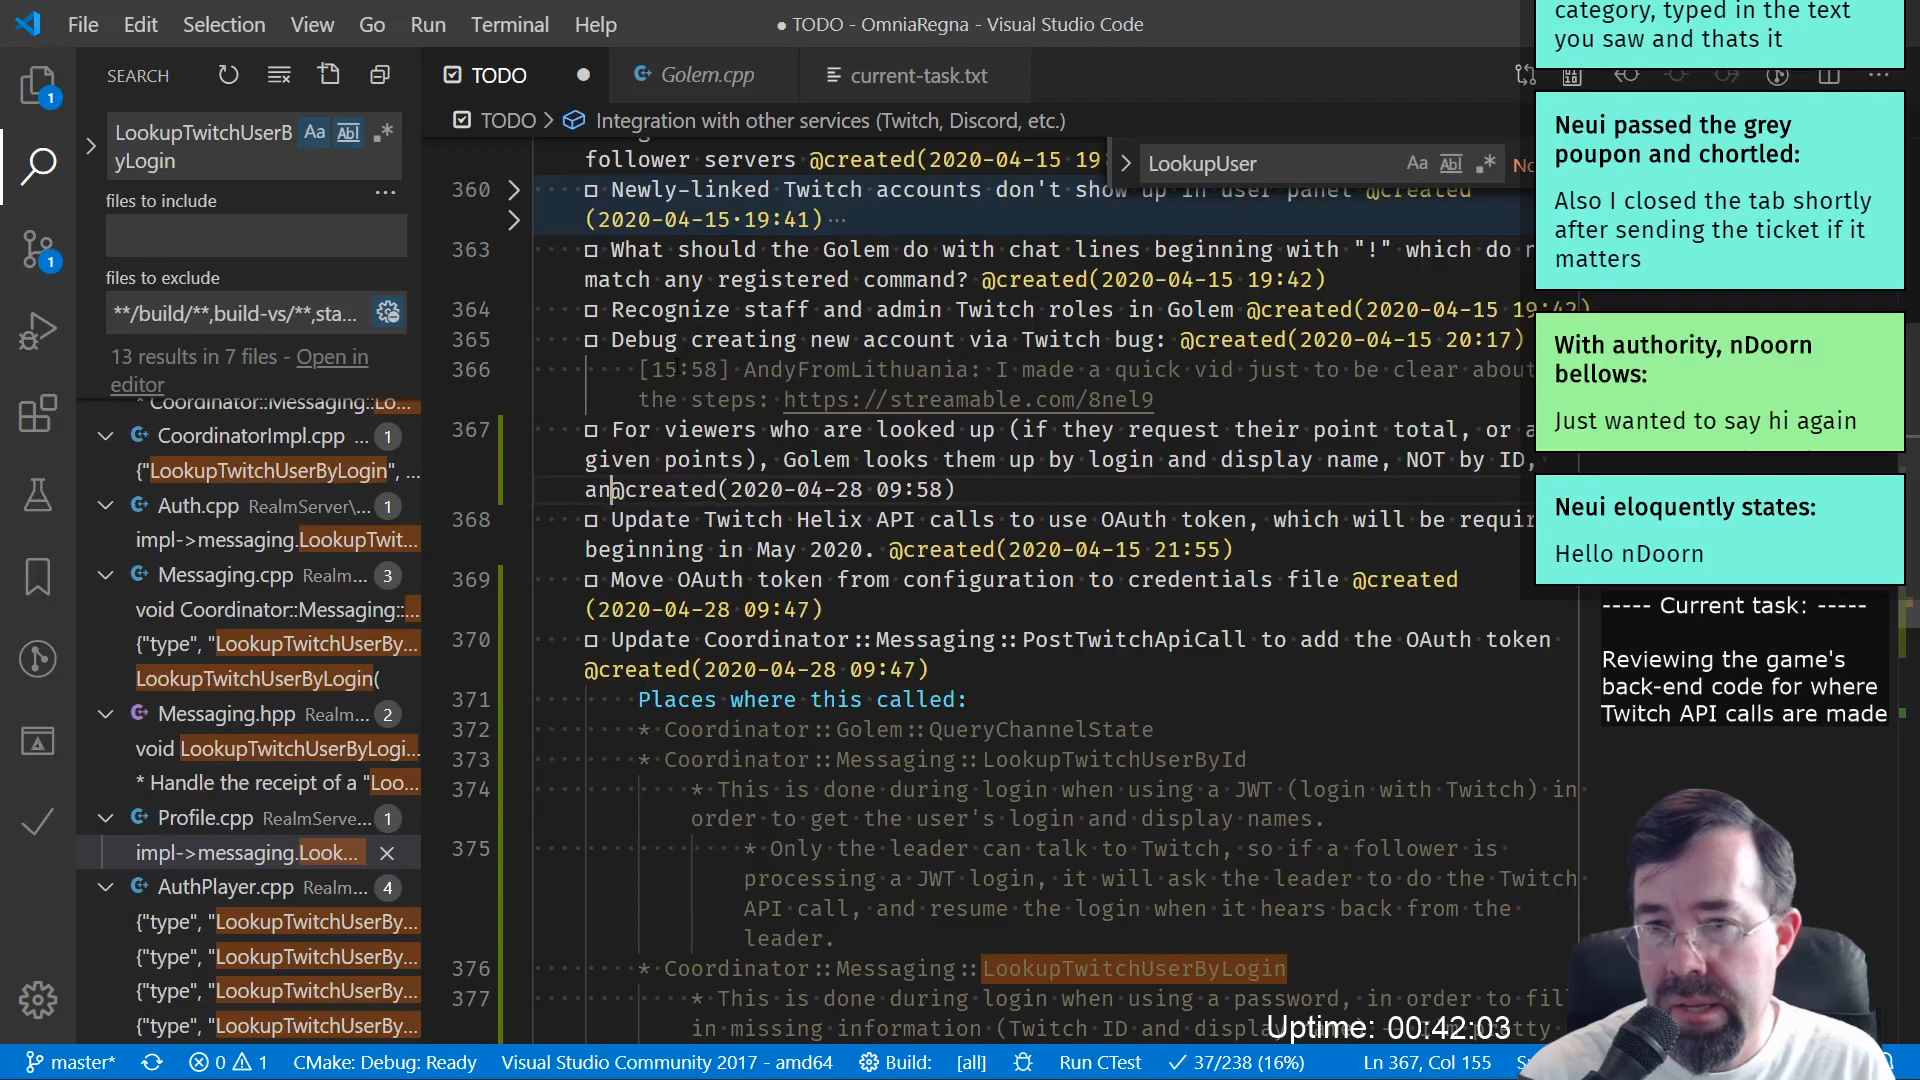 File Edit Selection View Go Run Terminal Help
● TODO - OmniaRegna - Visual Studio Code
SEARCH
TODO
Golem.cpp
current-task.txt
LookupTwitchUserB
yLogin
files to include
files to exclude
**/build/**,build-vs/**,sta...
13 results in 7 files - Open in
editor
* Coordinator::Messaging::Lo...
CoordinatorImpl.cpp ... 1
{"LookupTwitchUserByLogin", ...
Auth.cpp RealmServer\... 1
impl->messaging.LookupTwit...
Messaging.cpp Realm... 3
void Coordinator::Messaging::...
{"type", "LookupTwitchUserBy...
LookupTwitchUserByLogin(
Messaging.hpp Realm... 2
void LookupTwitchUserByLogi...
* Handle the receipt of a "Loo...
Profile.cpp RealmServe... 1
impl->messaging.Look...
AuthPlayer.cpp Realm... 4
{"type", "LookupTwitchUserBy...
{"type", "LookupTwitchUserBy...
{"type", "LookupTwitchUserBy...
{"type", "LookupTwitchUserBy...
TODO > Integration with other services (Twitch, Discord, etc.)
LookupUser
No
follower servers @created(2020-04-15 19
360 □ Newly-linked Twitch accounts don't show up in user panel @created
(2020-04-15 19:41) ...
363 □ What should the Golem do with chat lines beginning with "!" which do n
match any registered command? @created(2020-04-15 19:42)
364 □ Recognize staff and admin Twitch roles in Golem @created(2020-04-15 19:42)
365 □ Debug creating new account via Twitch bug: @created(2020-04-15 20:17)
366 [15:58] AndyFromLithuania: I made a quick vid just to be clear about
the steps: https://streamable.com/8nel9
367 □ For viewers who are looked up (if they request their point total, or a
given points), Golem looks them up by login and display name, NOT by ID,
an@created(2020-04-28 09:58)
368 □ Update Twitch Helix API calls to use OAuth token, which will be requir
beginning in May 2020. @created(2020-04-15 21:55)
369 □ Move OAuth token from configuration to credentials file @created
(2020-04-28 09:47)
370 □ Update Coordinator::Messaging::PostTwitchApiCall to add the OAuth token
@created(2020-04-28 09:47)
371 Places where this called:
372 * Coordinator::Golem::QueryChannelState
373 * Coordinator::Messaging::LookupTwitchUserById
374 * This is done during login when using a JWT (login with Twitch) in
order to get the user's login and display names.
375 * Only the leader can talk to Twitch, so if a follower is
processing a JWT login, it will ask the leader to do the Twitch
API call, and resume the login when it hears back from the
leader.
376 * Coordinator::Messaging::LookupTwitchUserByLogin
377 * This is done during login when using a password, in order to fil
in missing information (Twitch ID and display
pretty
category, typed in the text
you saw and thats it
Neui passed the grey
poupon and chortled:
Also I closed the tab shortly
after sending the ticket if it
matters
With authority, nDoorn
bellows:
Just wanted to say hi again
Neui eloquently states:
Hello nDoorn
----- Current task: -----
Reviewing the game's
back-end code for where
Twitch API calls are made
Uptime: 00:42:03
master* 0 1 CMake: Debug: Ready Visual Studio Community 2017 - amd64 Build: [all] Run CTest 37/238 (16%) Ln 367, Col 155